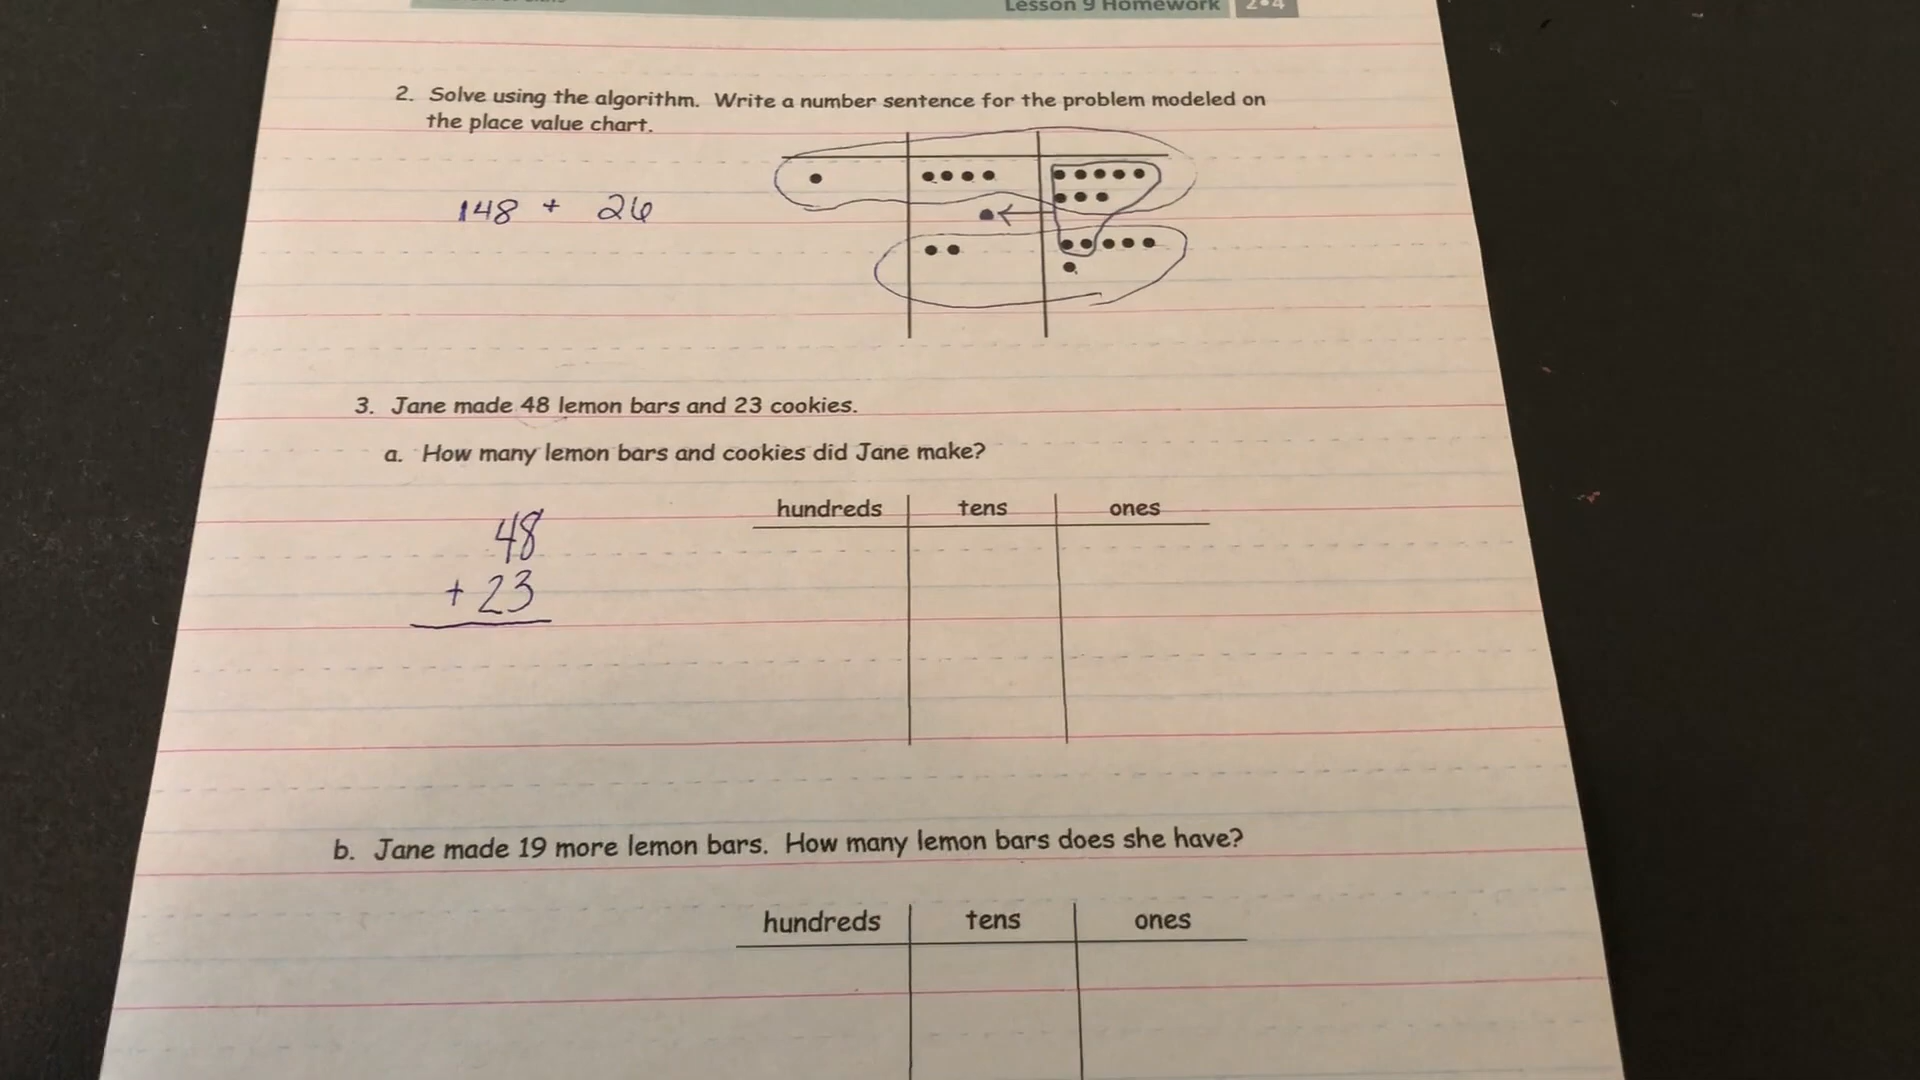 Lesson 9 Homework 2•4
2. Solve using the algorithm. Write a number sentence for the problem modeled on
the place value chart.
148 + 26
3. Jane made 48 lemon bars and 23 cookies.
a. How many lemon bars and cookies did Jane make?
hundreds tens ones
48
+ 23
b. Jane made 19 more lemon bars. How many lemon bars does she have?
hundreds tens ones